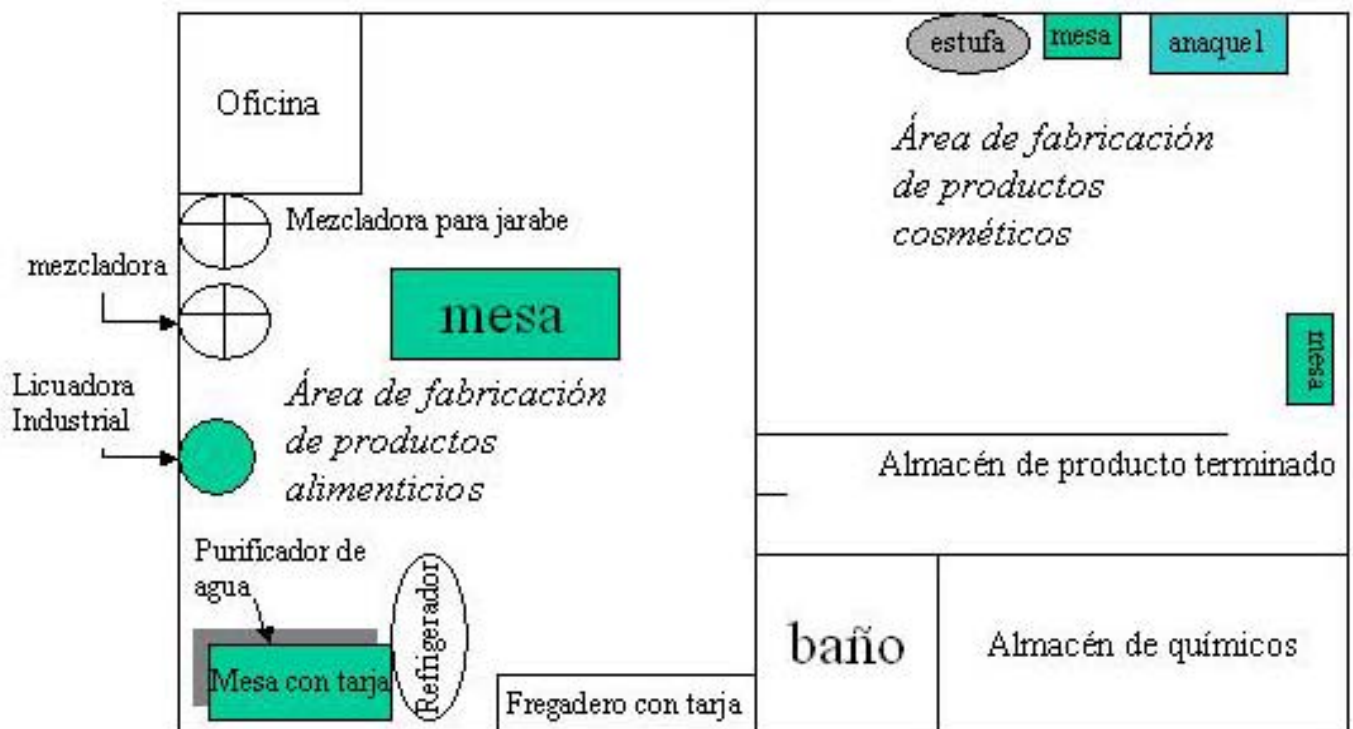 Oficina
estufa
mesa
anaquel
Área de fabricación
de productos
cosméticos
Mezcladora para jarabe
mezcladora
mesa
mesa
Licuadora
Industrial
Área de fabricación
de productos
alimenticios
Almacén de producto terminado
Purificador de
agua
Refrigerador
Mesa con tarja
Fregadero con tarja
baño
Almacén de químicos